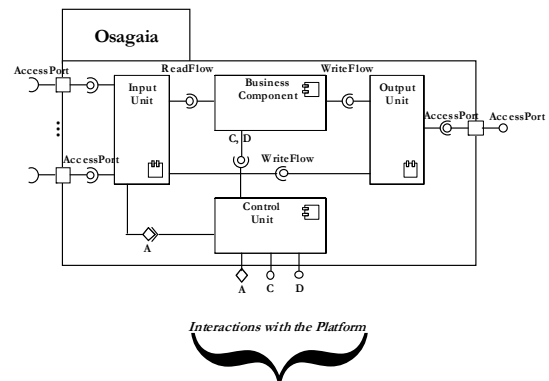 Osagaia
AccessPort
ReadFlow
WriteFlow
Input
Unit
Business
Component
Output
Unit
AccessPort
AccessPort
C, D
AccessPort
WriteFlow
Control
Unit
A
A
C
D
Interactions with the Platform